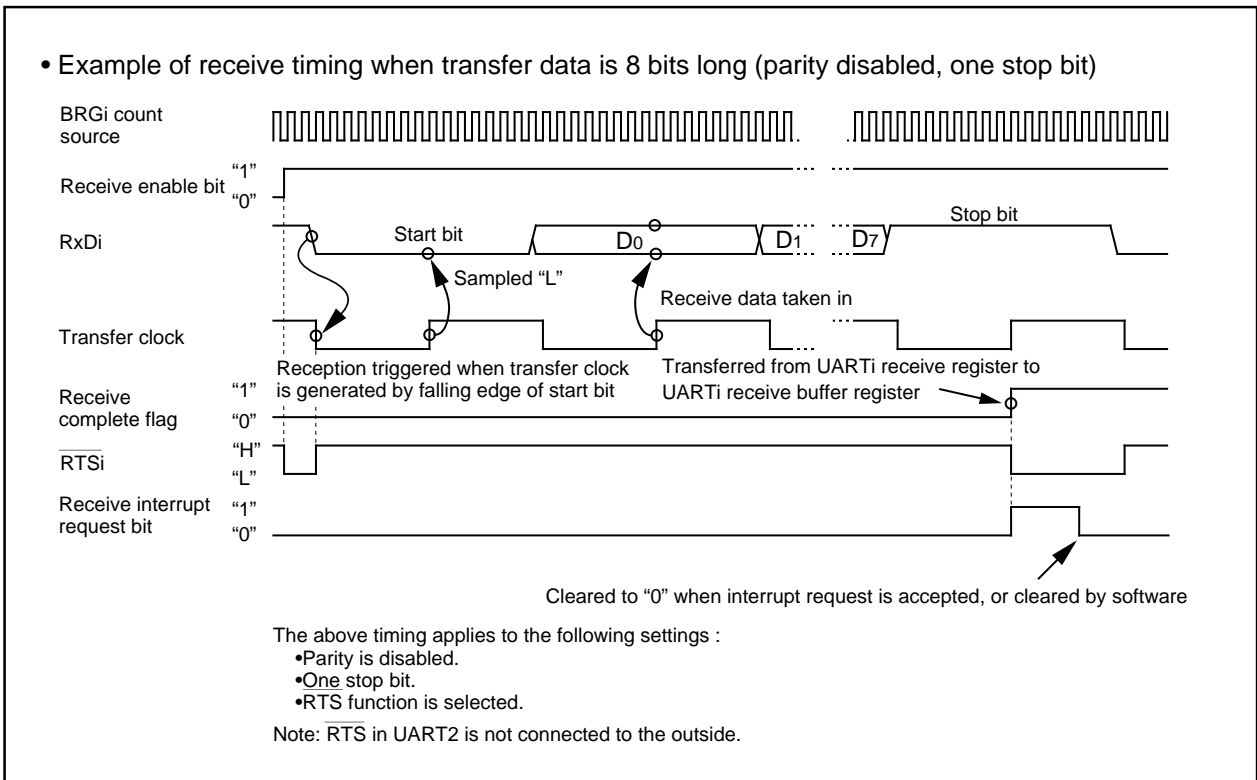 • Example of receive timing when transfer data is 8 bits long (parity disabled, one stop bit)
BRGi count
source
Receive enable bit
“1”
“0”
RxDi
Start bit
D0
D1
D7
Stop bit
Sampled “L”
Receive data taken in
Transfer clock
Reception triggered when transfer clock
is generated by falling edge of start bit
Transferred from UARTi receive register to
UARTi receive buffer register
Receive
complete flag
“1”
“0”
RTSi
“H”
“L”
Receive interrupt
request bit
“1”
“0”
Cleared to “0” when interrupt request is accepted, or cleared by software
The above timing applies to the following settings :
•Parity is disabled.
•One stop bit.
•RTS function is selected.
Note: RTS in UART2 is not connected to the outside.